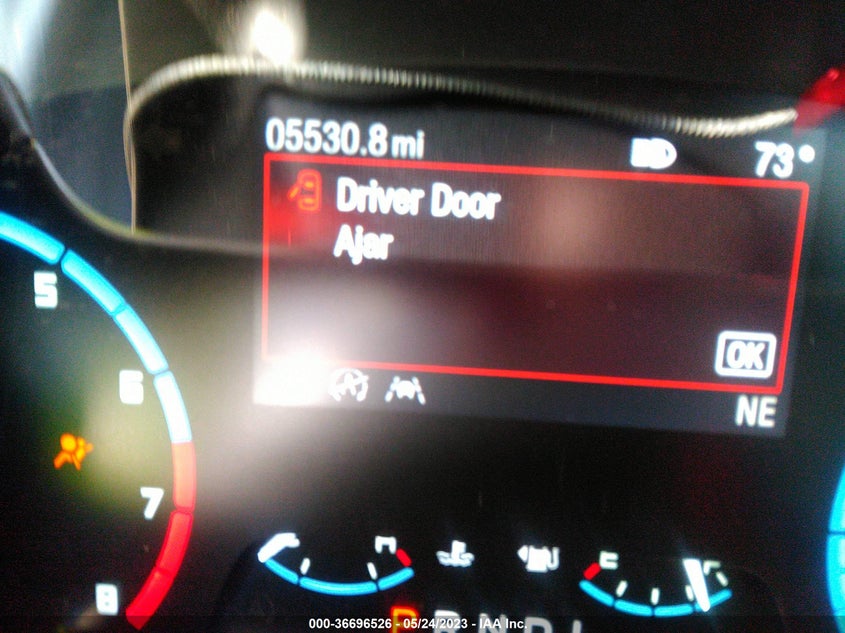 05530.8 mi
73°
Driver Door
Ajar
OK
NE
5
6
7
8
H
E
F
P R N D
000-36696526 - 05/24/2023 - IAA Inc.